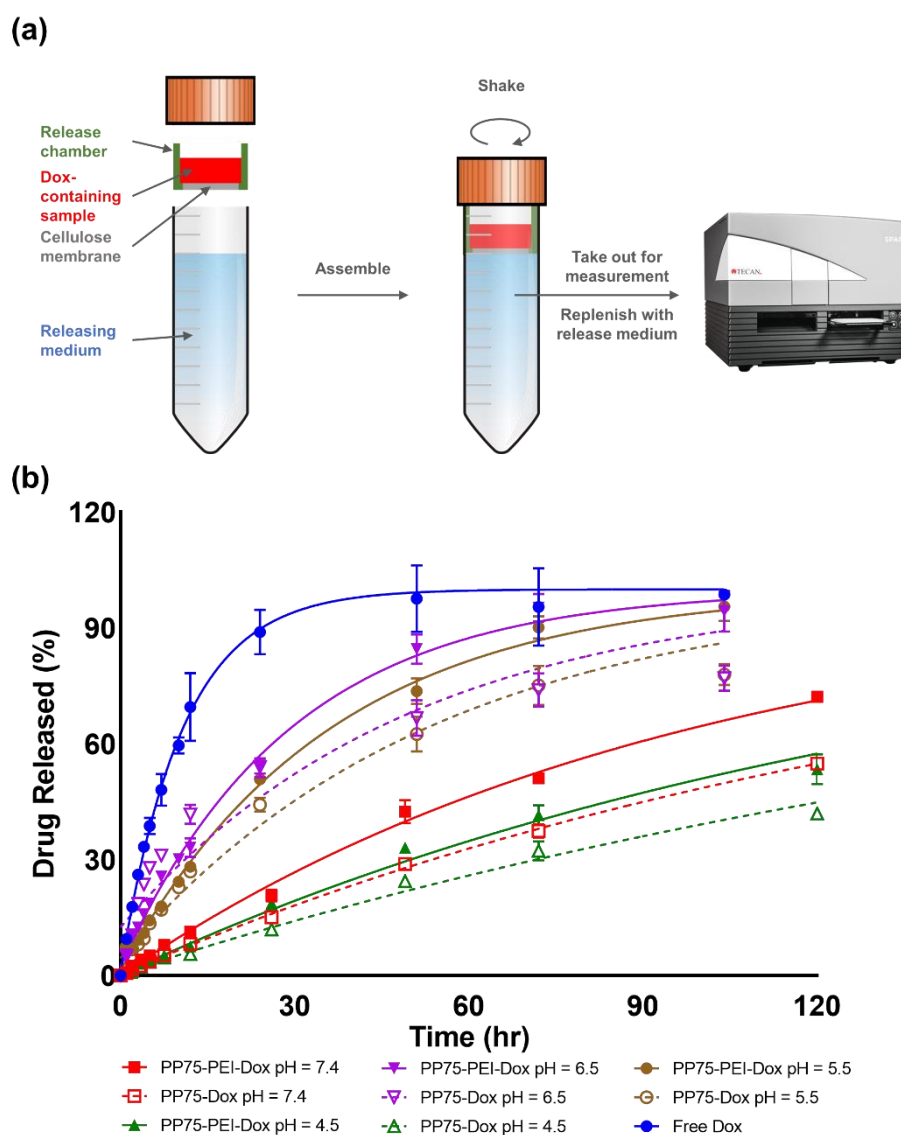 (a)
Shake
Release
chamber
Dox-
containing
sample
Cellulose
membrane
Releasing
medium
Assemble
Take out for
measurement
Replenish with
release medium
TECAN
(b)
Drug Released (%)
120
90
60
30
0
0 30 60 90 120
Time (hr)
PP75-PEI-Dox pH = 7.4 PP75-PEI-Dox pH = 6.5 PP75-PEI-Dox pH = 5.5
PP75-Dox pH = 7.4 PP75-Dox pH = 6.5 PP75-Dox pH = 5.5
PP75-PEI-Dox pH = 4.5 PP75-Dox pH = 4.5 Free Dox